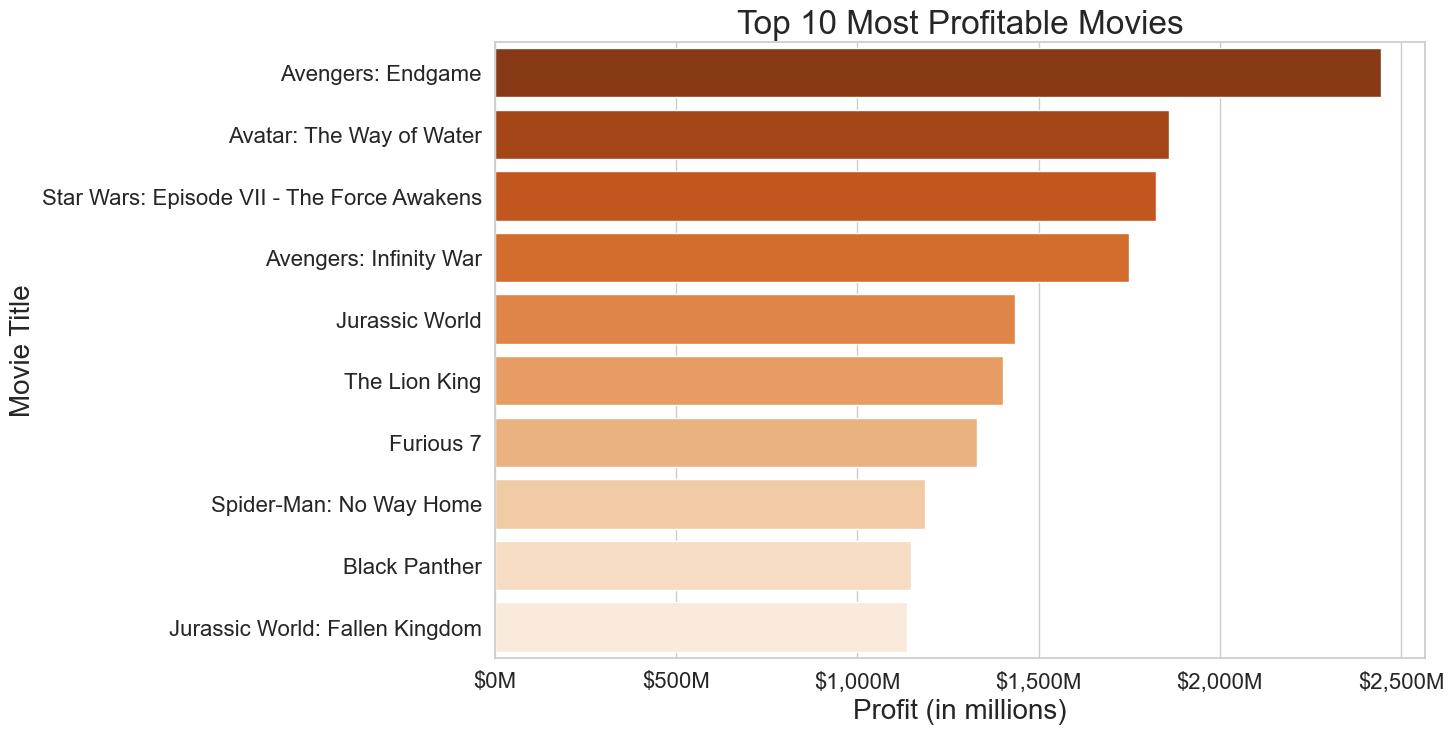 Top 10 Most Profitable Movies
Movie Title
Avengers: Endgame
Avatar: The Way of Water
Star Wars: Episode VII - The Force Awakens
Avengers: Infinity War
Jurassic World
The Lion King
Furious 7
Spider-Man: No Way Home
Black Panther
Jurassic World: Fallen Kingdom
$0M $500M $1,000M $1,500M $2,000M $2,500M
Profit (in millions)